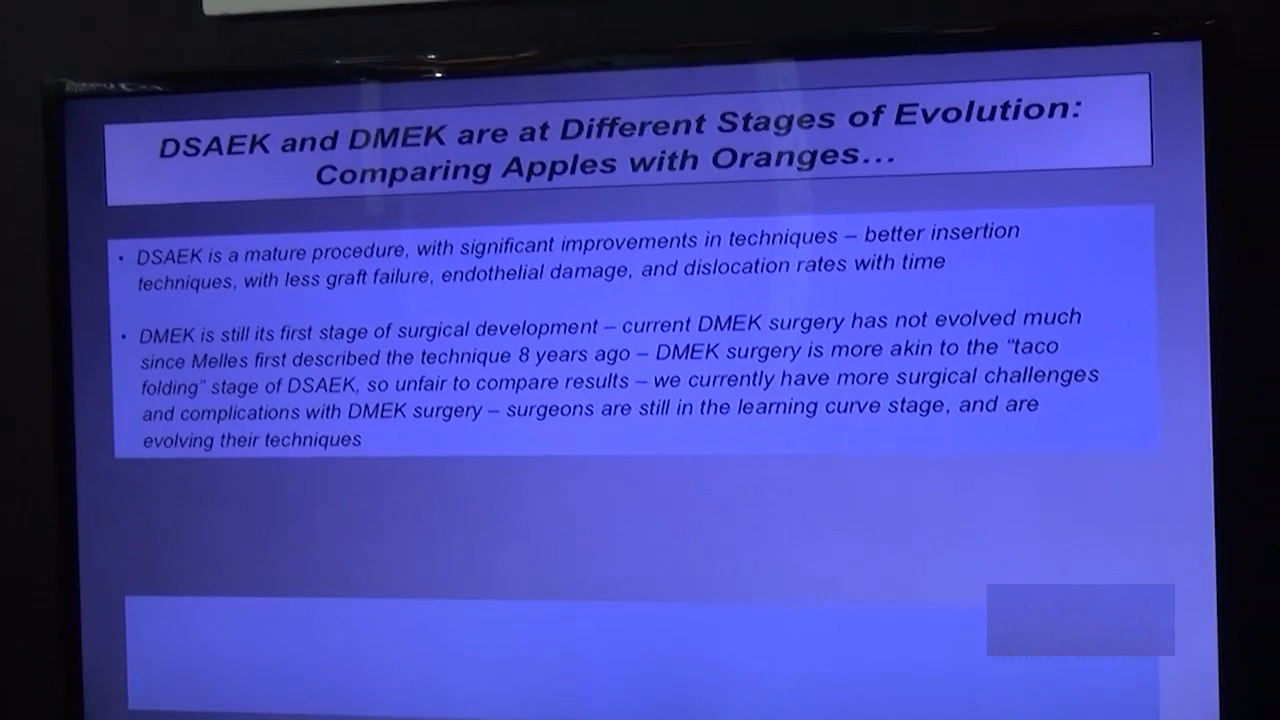 DSAEK and DMEK are at Different Stages of Evolution:
Comparing Apples with Oranges...
• DSAEK is a mature procedure, with significant improvements in techniques – better insertion
techniques, with less graft failure, endothelial damage, and dislocation rates with time
• DMEK is still its first stage of surgical development – current DMEK surgery has not evolved much
since Melles first described the technique 8 years ago – DMEK surgery is more akin to the “taco
folding” stage of DSAEK, so unfair to compare results – we currently have more surgical challenges
and complications with DMEK surgery – surgeons are still in the learning curve stage, and are
evolving their techniques